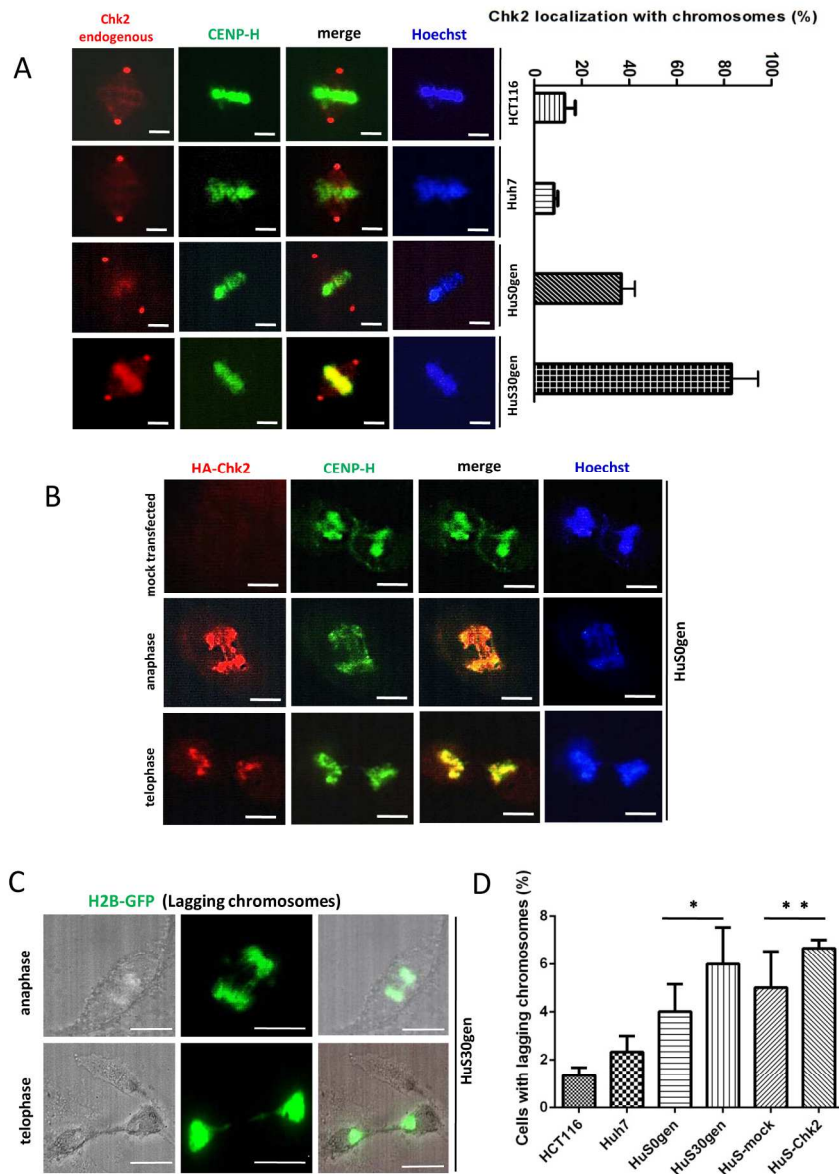 Chk2 localization with chromosomes (%)
Chk2
endogenous
CENP-H
merge
Hoechst
A
0
20
40
60
80
100
HCT116
Huh7
HuS0gen
HuS30gen
B
HA-Chk2
CENP-H
merge
Hoechst
mock transfected
anaphase
telophase
HuS0gen
C
H2B-GFP (Lagging chromosomes)
anaphase
telophase
HuS30gen
D
Cells with lagging chromosomes (%)
8
6
4
2
0
*
* *
HCT116
Huh7
HuS0gen
HuS30gen
HuS-mock
HuS-Chk2